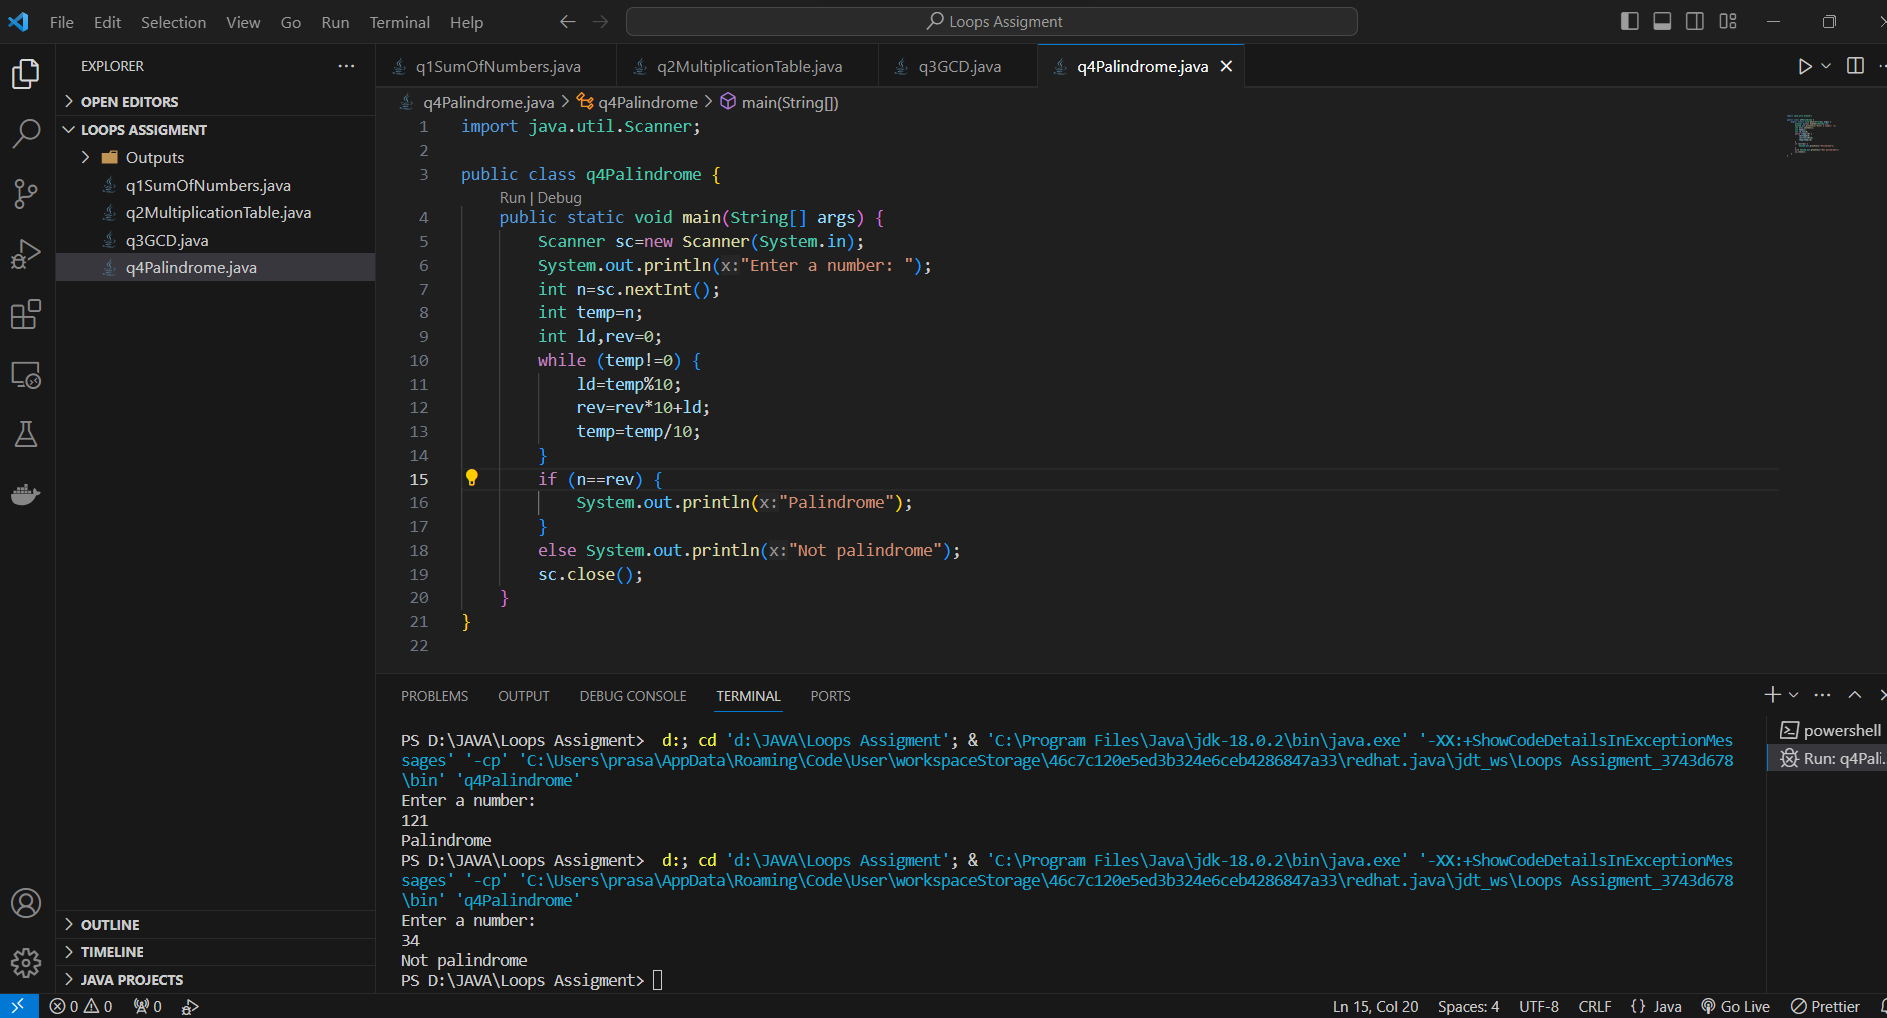 File Edit Selection View Go Run Terminal Help
Loops Assigment
EXPLORER
OPEN EDITORS
LOOPS ASSIGMENT
Outputs
q1SumOfNumbers.java
q2MultiplicationTable.java
q3GCD.java
q4Palindrome.java
OUTLINE
TIMELINE
JAVA PROJECTS
q1SumOfNumbers.java q2MultiplicationTable.java q3GCD.java q4Palindrome.java
q4Palindrome.java > q4Palindrome > main(String[])
1 import java.util.Scanner;
2
3 public class q4Palindrome {
Run | Debug
4 public static void main(String[] args) {
5 Scanner sc=new Scanner(System.in);
6 System.out.println(x:"Enter a number: ");
7 int n=sc.nextInt();
8 int temp=n;
9 int ld,rev=0;
10 while (temp!=0) {
11 ld=temp%10;
12 rev=rev*10+ld;
13 temp=temp/10;
14 }
15 if (n==rev) {
16 System.out.println(x:"Palindrome");
17 }
18 else System.out.println(x:"Not palindrome");
19 sc.close();
20 }
21 }
22
PROBLEMS OUTPUT DEBUG CONSOLE TERMINAL PORTS
PS D:\JAVA\Loops Assigment>  d:; cd 'd:\JAVA\Loops Assigment'; & 'C:\Program Files\Java\jdk-18.0.2\bin\java.exe' '-XX:+ShowCodeDetailsInExceptionMes
sages' '-cp' 'C:\Users\prasa\AppData\Roaming\Code\User\workspaceStorage\46c7c120e5ed3b324e6ceb4286847a33\redhat.java\jdt_ws\Loops Assigment_3743d678
\bin' 'q4Palindrome'
Enter a number:
121
Palindrome
PS D:\JAVA\Loops Assigment>  d:; cd 'd:\JAVA\Loops Assigment'; & 'C:\Program Files\Java\jdk-18.0.2\bin\java.exe' '-XX:+ShowCodeDetailsInExceptionMes
sages' '-cp' 'C:\Users\prasa\AppData\Roaming\Code\User\workspaceStorage\46c7c120e5ed3b324e6ceb4286847a33\redhat.java\jdt_ws\Loops Assigment_3743d678
\bin' 'q4Palindrome'
Enter a number:
34
Not palindrome
PS D:\JAVA\Loops Assigment>
powershell
Run: q4Pali...
0 0 0
Ln 15, Col 20 Spaces: 4 UTF-8 CRLF {} Java Go Live Prettier